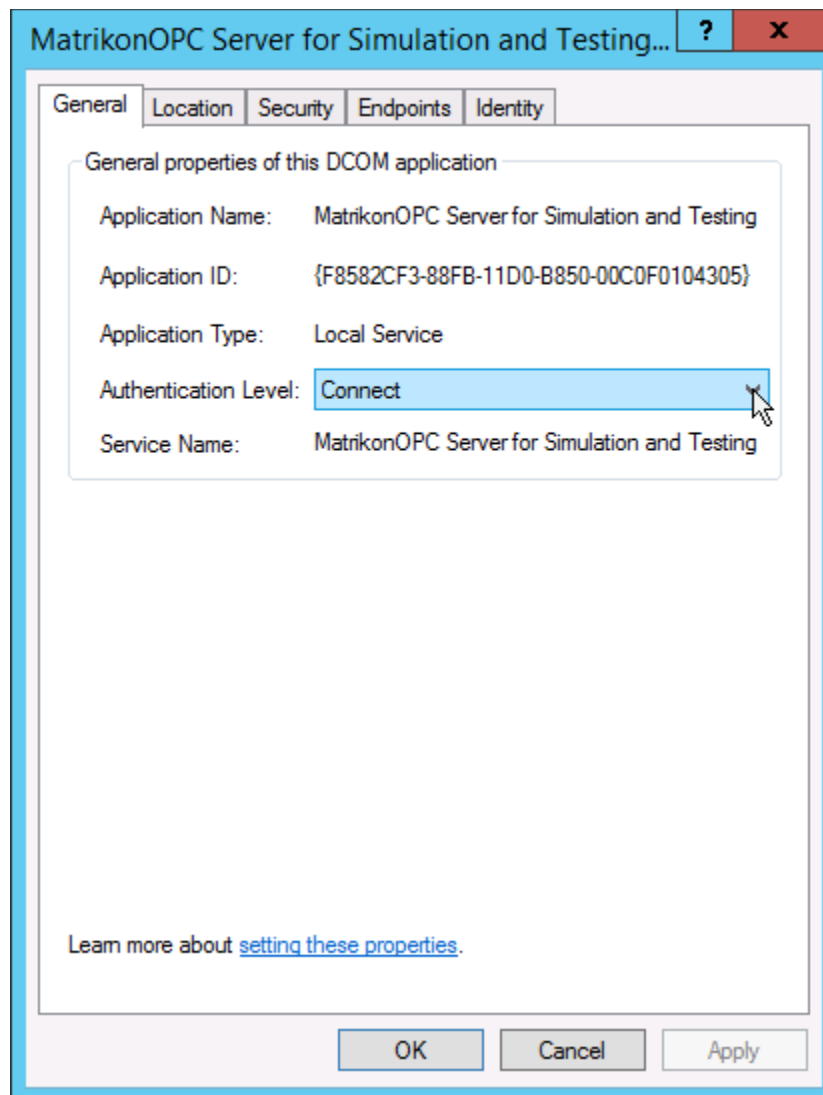 MatrikonOPC Server for Simulation and Testing... ? x
General Location Security Endpoints Identity
General properties of this DCOM application
Application Name: MatrikonOPC Server for Simulation and Testing
Application ID: {F8582CF3-88FB-11D0-B850-00C0F0104305}
Application Type: Local Service
Authentication Level: Connect
Service Name: MatrikonOPC Server for Simulation and Testing
Learn more about setting these properties.
OK Cancel Apply